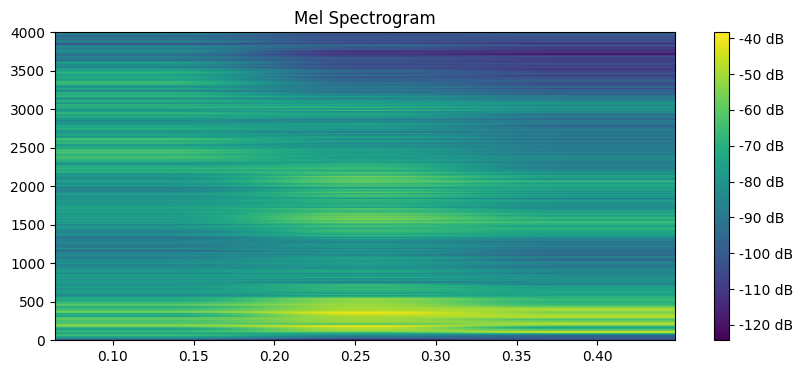 Mel Spectrogram
4000
3500
3000
2500
2000
1500
1000
500
0
0.10 0.15 0.20 0.25 0.30 0.35 0.40
-40 dB
-50 dB
-60 dB
-70 dB
-80 dB
-90 dB
-100 dB
-110 dB
-120 dB